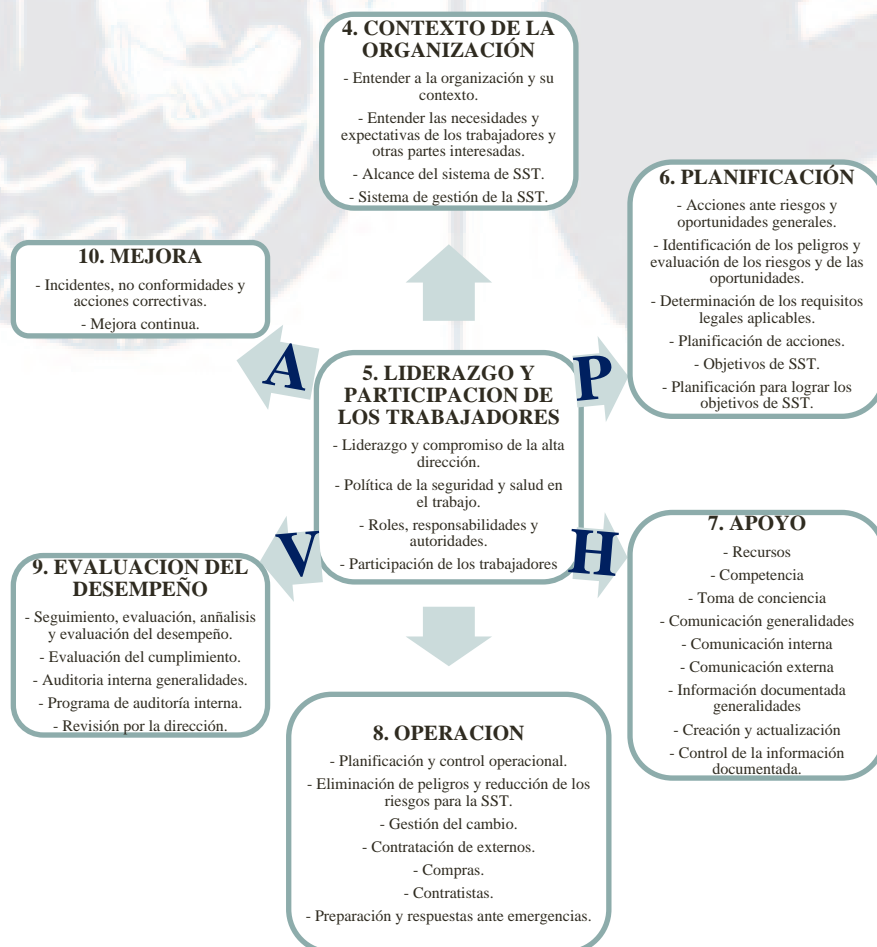 4. CONTEXTO DE LA
ORGANIZACIÓN
- Entender a la organización y su
contexto.
- Entender las necesidades y
expectativas de los trabajadores y
otras partes interesadas.
- Alcance del sistema de SST.
- Sistema de gestión de la SST.
6. PLANIFICACIÓN
- Acciones ante riesgos y
oportunidades generales.
- Identificación de los peligros y
evaluación de los riesgos y de las
oportunidades.
- Determinación de los requisitos
legales aplicables.
- Planificación de acciones.
- Objetivos de SST.
- Planificación para lograr los
objetivos de SST.
10. MEJORA
- Incidentes, no conformidades y
acciones correctivas.
- Mejora continua.
A
P
5. LIDERAZGO Y
PARTICIPACION DE
LOS TRABAJADORES
- Liderazgo y compromiso de la alta
dirección.
- Política de la seguridad y salud en
el trabajo.
- Roles, responsabilidades y
autoridades.
- Participación de los trabajadores
V
H
7. APOYO
- Recursos
- Competencia
- Toma de conciencia
- Comunicación generalidades
- Comunicación interna
- Comunicación externa
- Información documentada
generalidades
- Creación y actualización
- Control de la información
documentada.
9. EVALUACION DEL
DESEMPEÑO
- Seguimiento, evaluación, anñalisis
y evaluación del desempeño.
- Evaluación del cumplimiento.
- Auditoria interna generalidades.
- Programa de auditoría interna.
- Revisión por la dirección.
8. OPERACION
- Planificación y control operacional.
- Eliminación de peligros y reducción de los
riesgos para la SST.
- Gestión del cambio.
- Contratación de externos.
- Compras.
- Contratistas.
- Preparación y respuestas ante emergencias.